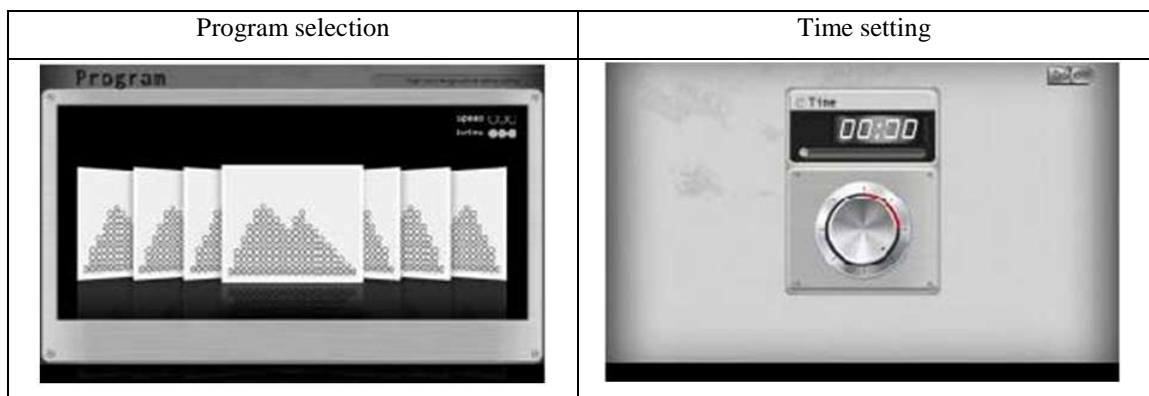 Program selection
Time setting
Program
speed
Time
00:00